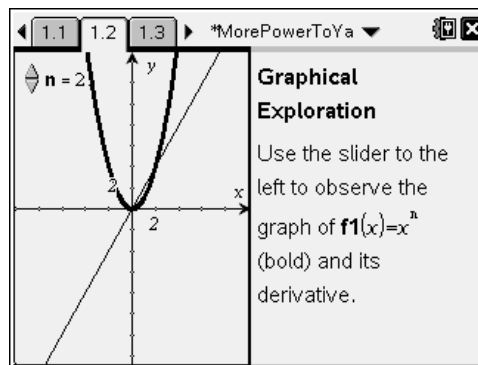 1.1 1.2 1.3 *MorePowerToYa
n = 2
y
2
x
2
Graphical
Exploration
Use the slider to the
left to observe the
graph of f1(x)=xⁿ
(bold) and its
derivative.